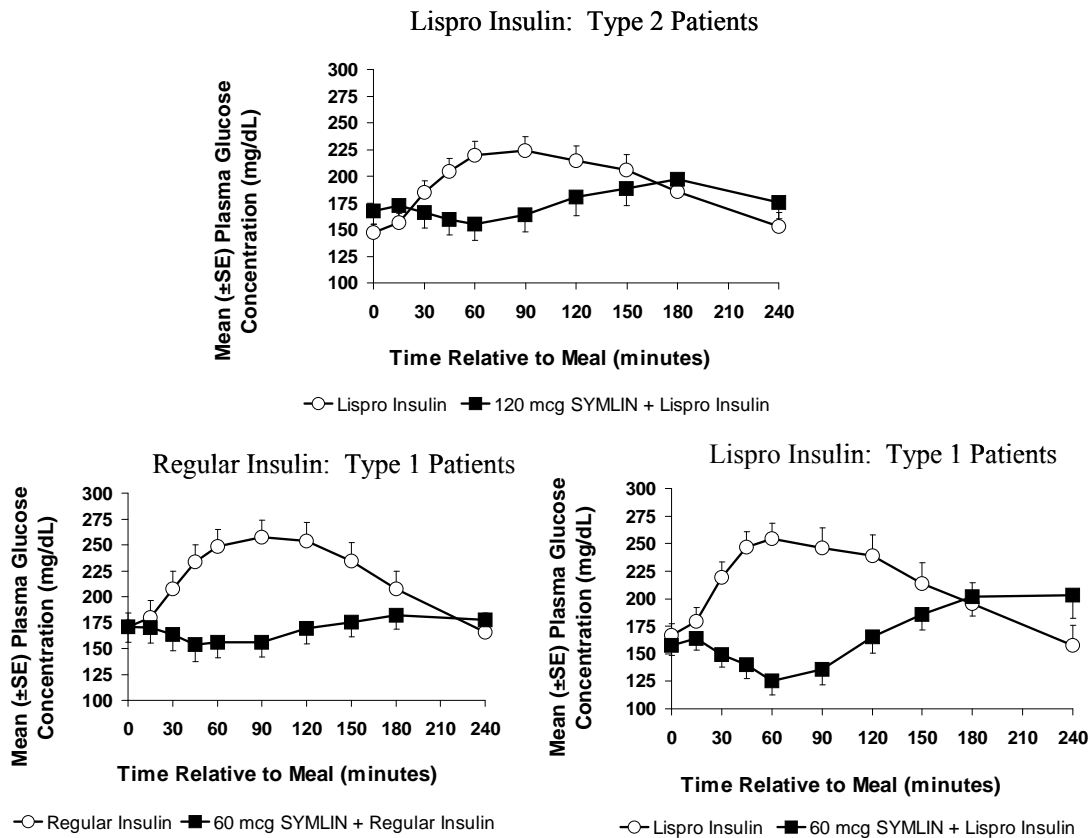 Lispro Insulin: Type 2 Patients
Mean (±SE) Plasma Glucose
Concentration (mg/dL)
300
275
250
225
200
175
150
125
100
0 30 60 90 120 150 180 210 240
Time Relative to Meal (minutes)
Lispro Insulin 120 mcg SYMLIN + Lispro Insulin
Regular Insulin: Type 1 Patients
Mean (±SE) Plasma Glucose
Concentration (mg/dL)
300
275
250
225
200
175
150
125
100
0 30 60 90 120 150 180 210 240
Time Relative to Meal (minutes)
Regular Insulin 60 mcg SYMLIN + Regular Insulin
Lispro Insulin: Type 1 Patients
Mean (±SE) Plasma Glucose
Concentration (mg/dL)
300
275
250
225
200
175
150
125
100
0 30 60 90 120 150 180 210 240
Time Relative to Meal (minutes)
Lispro Insulin 60 mcg SYMLIN + Lispro Insulin